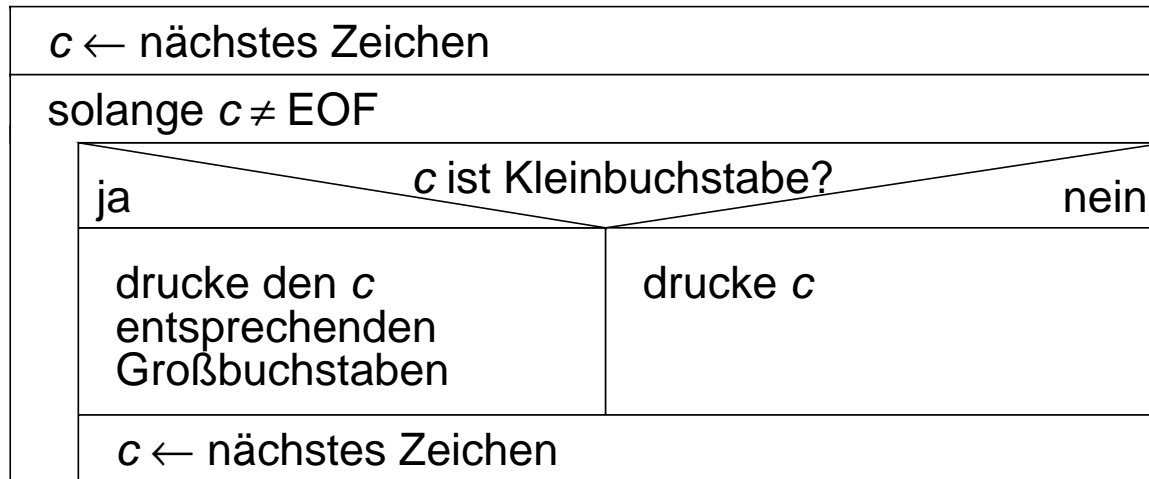 c ← nächstes Zeichen
solange c ≠ EOF
c ist Kleinbuchstabe?
ja
nein
drucke den c
entsprechenden
Großbuchstaben
drucke c
c ← nächstes Zeichen